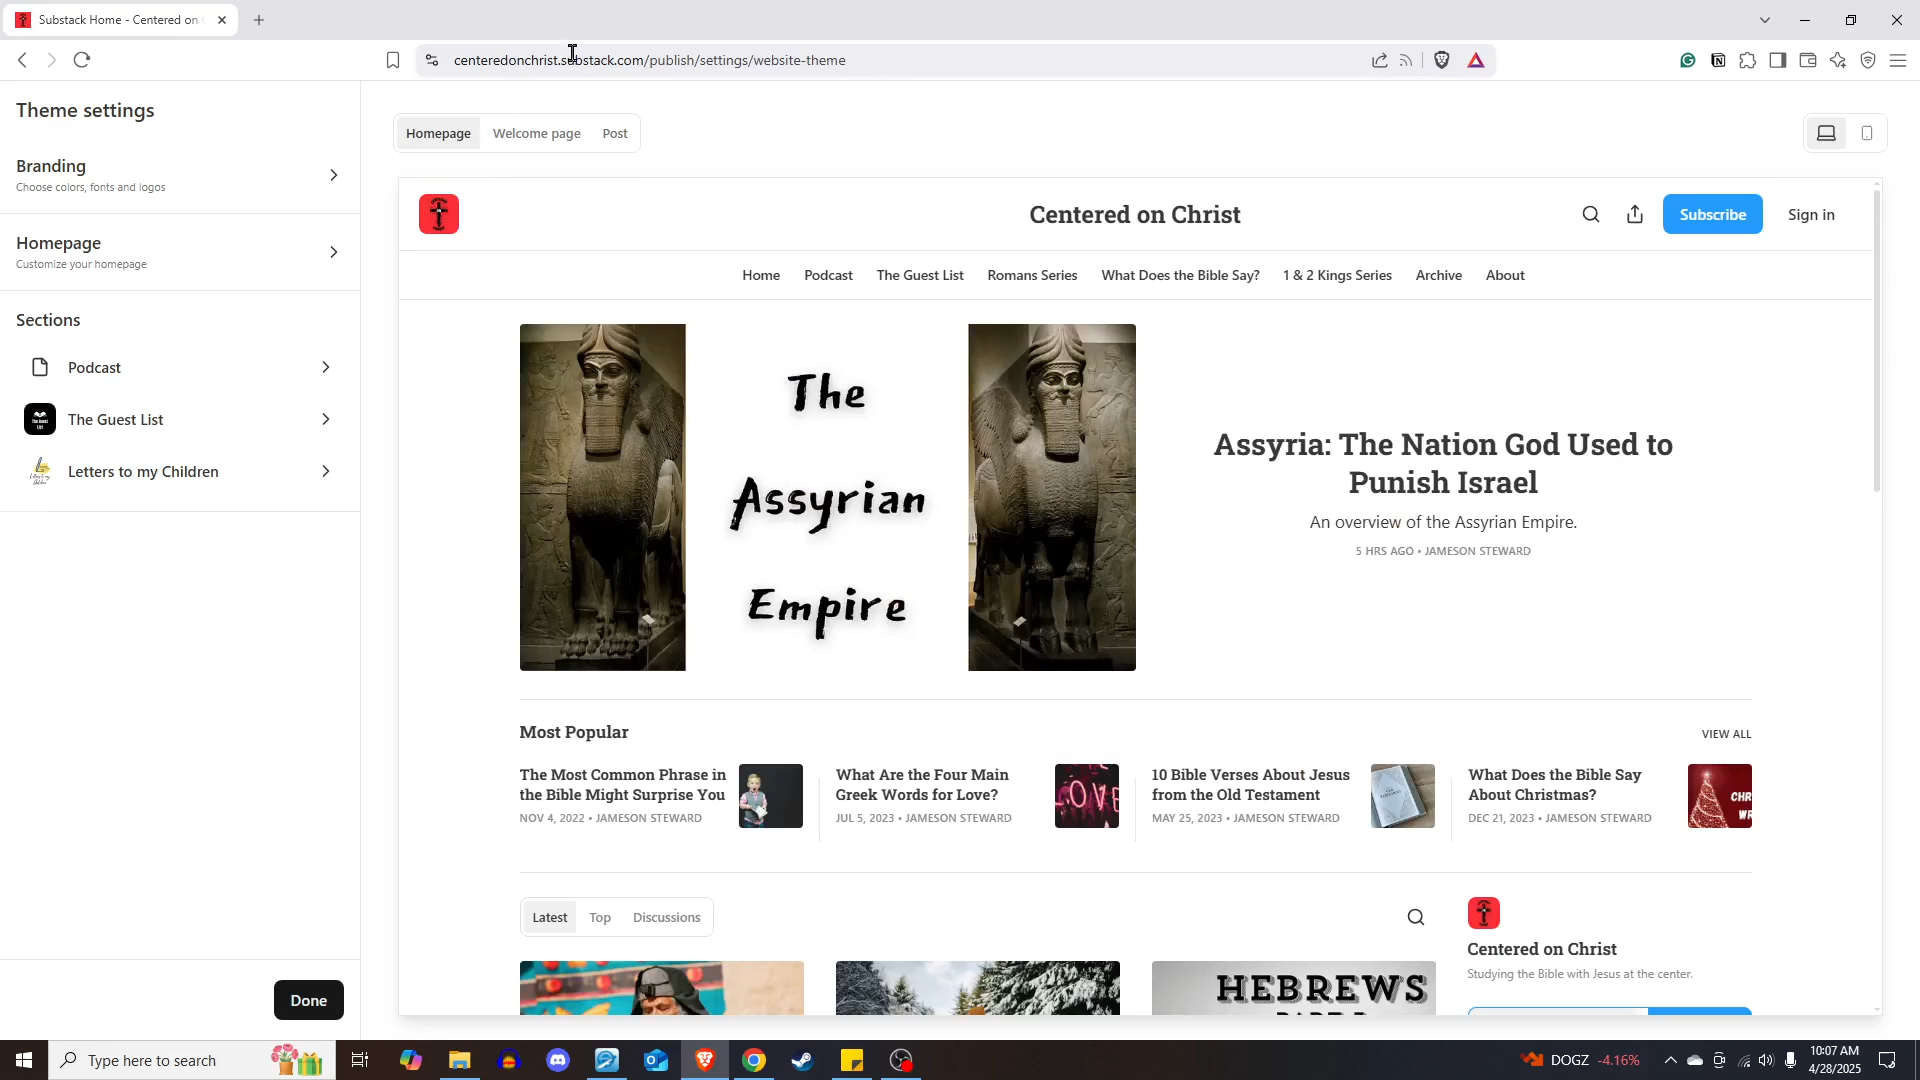 Substack Home - Centered on
centeredonchrist.substack.com/publish/settings/website-theme
Theme settings
Branding
Choose colors, fonts and logos
Homepage
Customize your homepage
Sections
Podcast
The Guest List
Letters to my Children
Done
Homepage Welcome page Post
Centered on Christ
Subscribe
Sign in
Home Podcast The Guest List Romans Series What Does the Bible Say? 1 & 2 Kings Series Archive About
The
Assyrian
Empire
Assyria: The Nation God Used to
Punish Israel
An overview of the Assyrian Empire.
5 HRS AGO • JAMESON STEWARD
Most Popular
VIEW ALL
The Most Common Phrase in
the Bible Might Surprise You
NOV 4, 2022 • JAMESON STEWARD
What Are the Four Main
Greek Words for Love?
JUL 5, 2023 • JAMESON STEWARD
LOVE
10 Bible Verses About Jesus
from the Old Testament
MAY 25, 2023 • JAMESON STEWARD
What Does the Bible Say
About Christmas?
DEC 21, 2023 • JAMESON STEWARD
Latest Top Discussions
HEBREWS
Centered on Christ
Studying the Bible with Jesus at the center.
Type here to search
DOGZ -4.16%
10:07 AM
4/28/2025